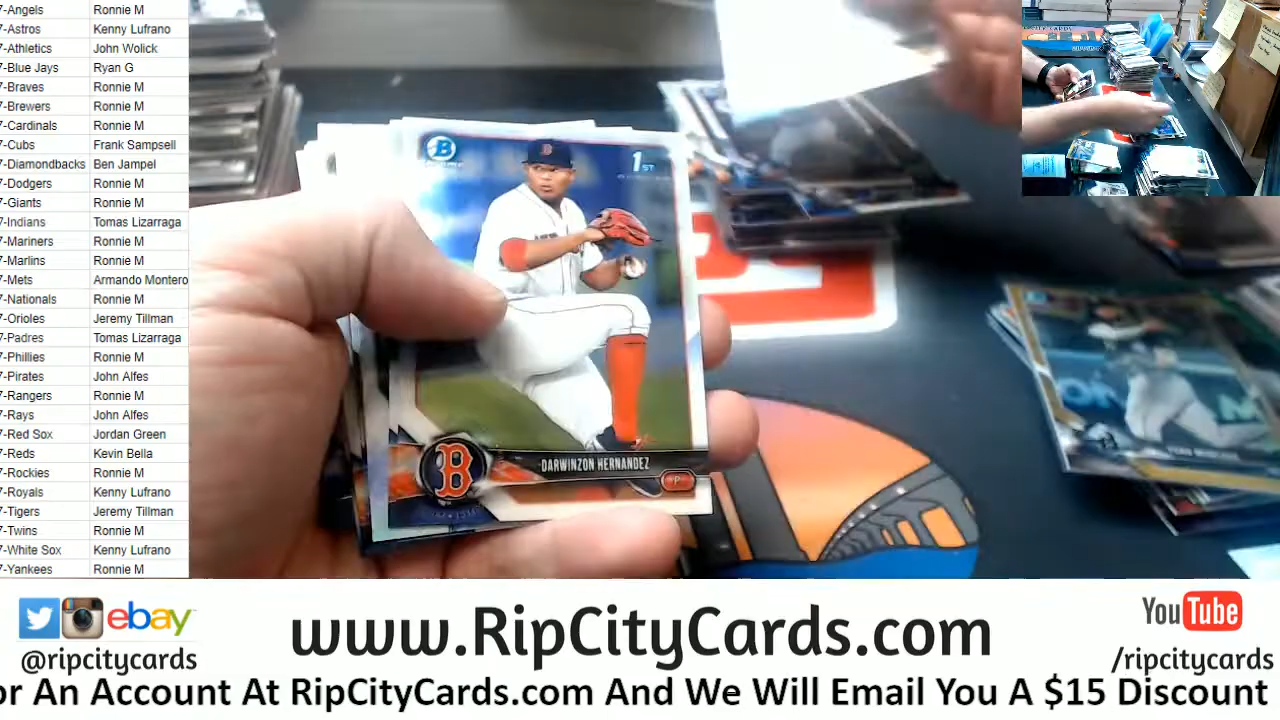 7-Angels Ronnie M
7-Astros Kenny Lufrano
7-Athletics John Wolick
7-Blue Jays Ryan G
7-Braves Ronnie M
7-Brewers Ronnie M
7-Cardinals Ronnie M
7-Cubs Frank Sampsell
7-Diamondbacks Ben Jampel
7-Dodgers Ronnie M
7-Giants Ronnie M
7-Indians Tomas Lizarraga
7-Mariners Ronnie M
7-Marlins Ronnie M
7-Mets Armando Montero
7-Nationals Ronnie M
7-Orioles Jeremy Tillman
7-Padres Tomas Lizarraga
7-Phillies Ronnie M
7-Pirates John Alfes
7-Rangers Ronnie M
7-Rays John Alfes
7-Red Sox Jordan Green
7-Reds Kevin Bella
7-Rockies Ronnie M
7-Royals Kenny Lufrano
7-Tigers Jeremy Tillman
7-Twins Ronnie M
7-White Sox Kenny Lufrano
7-Yankees Ronnie M
B
1ST
B
B
DARWINZON HERNANDEZ
P
ebay
@ripcitycards
www.RipCityCards.com
YouTube
/ripcitycards
or An Account At RipCityCards.com And We Will Email You A $15 Discount